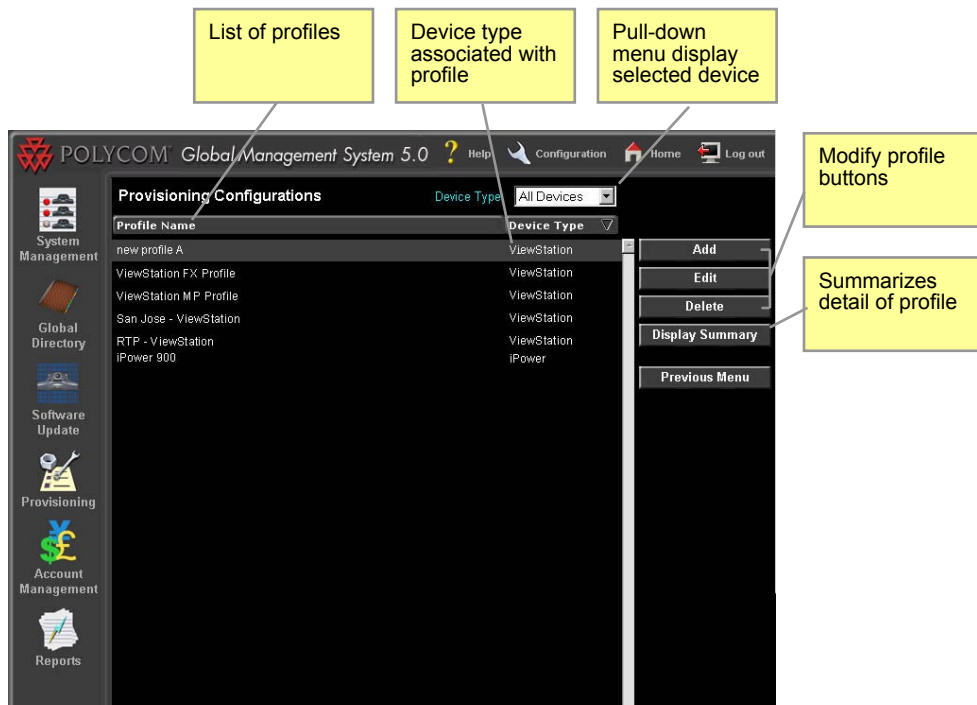 List of profiles
Device type
associated with
profile
Pull-down
menu display
selected device
POLYCOM Global Management System 5.0
? Help
Configuration
Home
Log out
Modify profile
buttons
Summarizes
detail of profile
System
Management
Global
Directory
Software
Update
Provisioning
Account
Management
Reports
Provisioning Configurations
Device Type
All Devices
Profile Name Device Type
new profile A ViewStation
ViewStation FX Profile ViewStation
ViewStation MP Profile ViewStation
San Jose - ViewStation ViewStation
RTP - ViewStation ViewStation
iPower 900 iPower
Add
Edit
Delete
Display Summary
Previous Menu